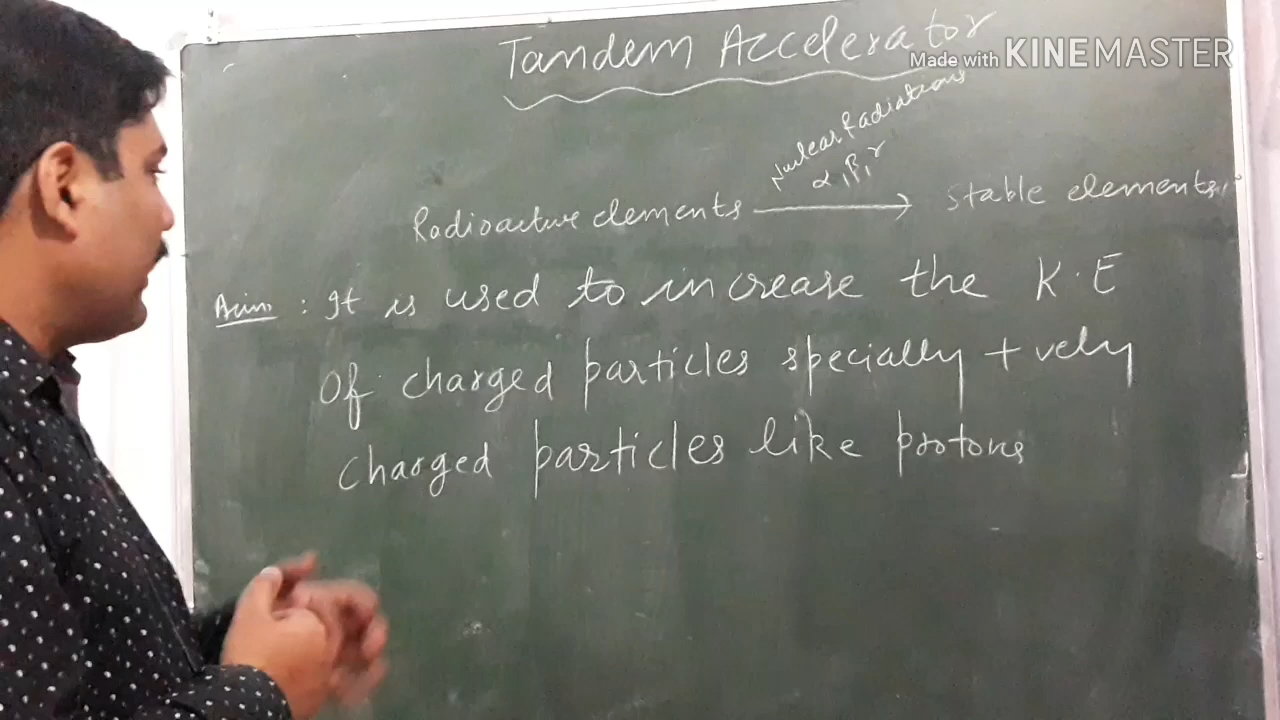 Tandem Accelerator
Made with KINEMASTER
Nuclear Radiations
α, β, γ
Radioactive elements → stable elements
Aim : It is used to increase the K.E
Of charged particles specially +vely
Charged particles like protons